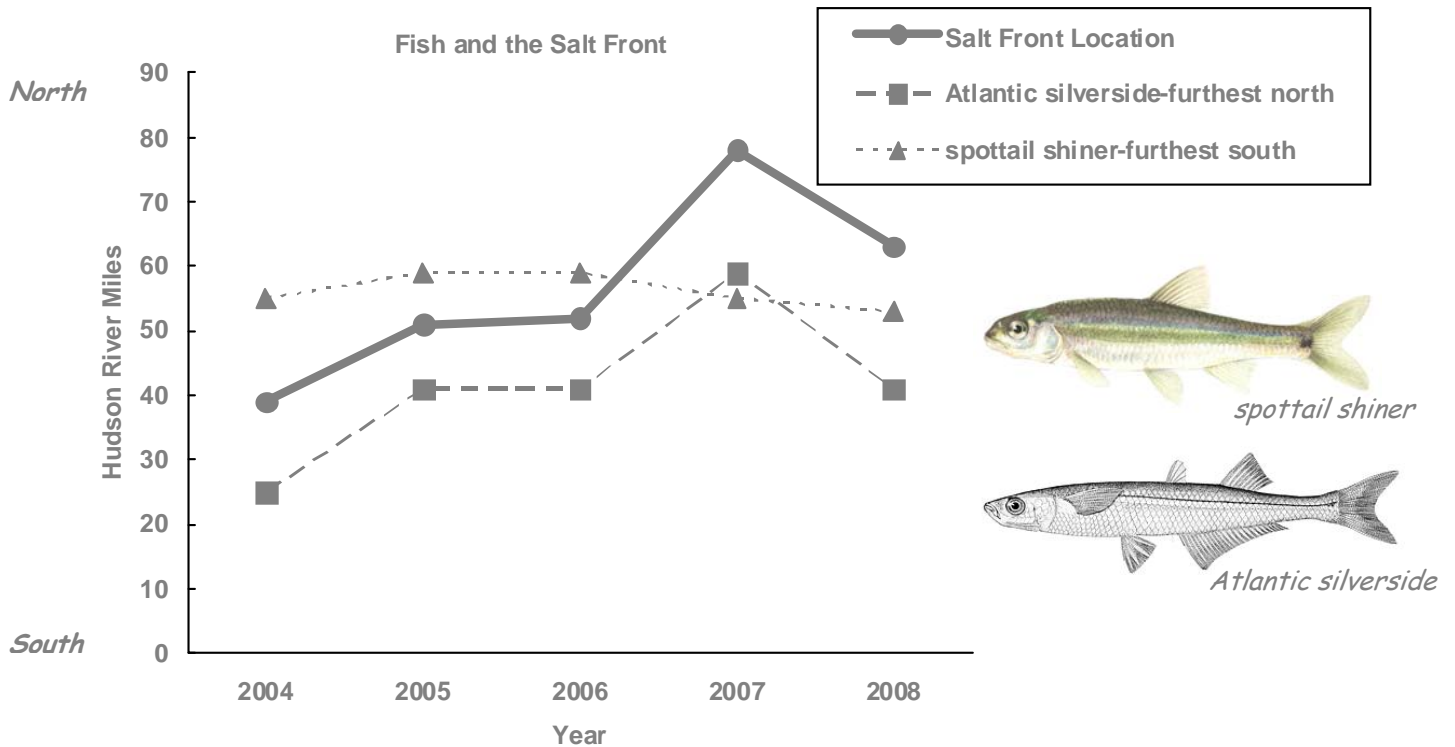 Fish and the Salt Front
Salt Front Location
Atlantic silverside-furthest north
spottail shiner-furthest south
North
90
80
70
60
50
40
30
20
10
0
South
Hudson River Miles
2004 2005 2006 2007 2008
Year
spottail shiner
Atlantic silverside